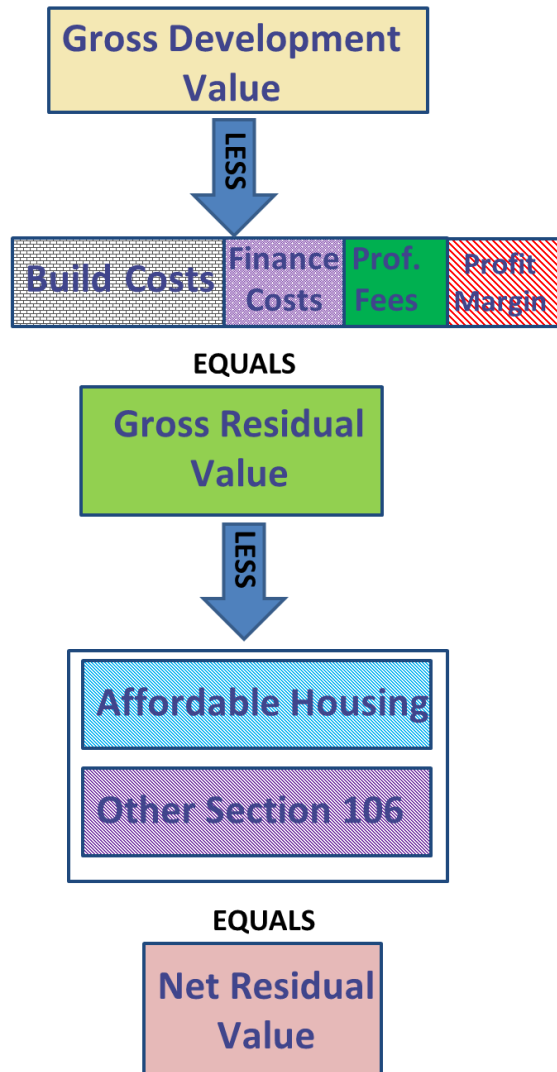 Gross Development
Value
LESS
Build Costs
Finance
Costs
Prof.
Fees
Profit
Margin
EQUALS
Gross Residual
Value
LESS
Affordable Housing
Other Section 106
EQUALS
Net Residual
Value